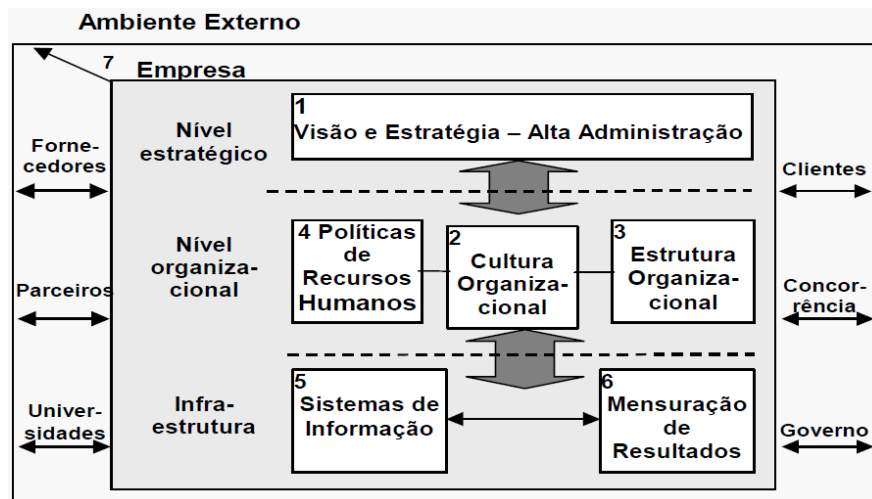 Ambiente Externo
7
Empresa
1
Visão e Estratégia – Alta Administração
Nível
estratégico
Forne-
cedores
Clientes
4 Políticas
de
Recursos
Humanos
2
Cultura
Organiza-
cional
3
Estrutura
Organiza-
cional
Nível
organiza-
cional
Parceiros
Concor-
rência
5
Sistemas de
Informação
6
Mensuração
de
Resultados
Infra-
estrutura
Univer-
sidades
Governo